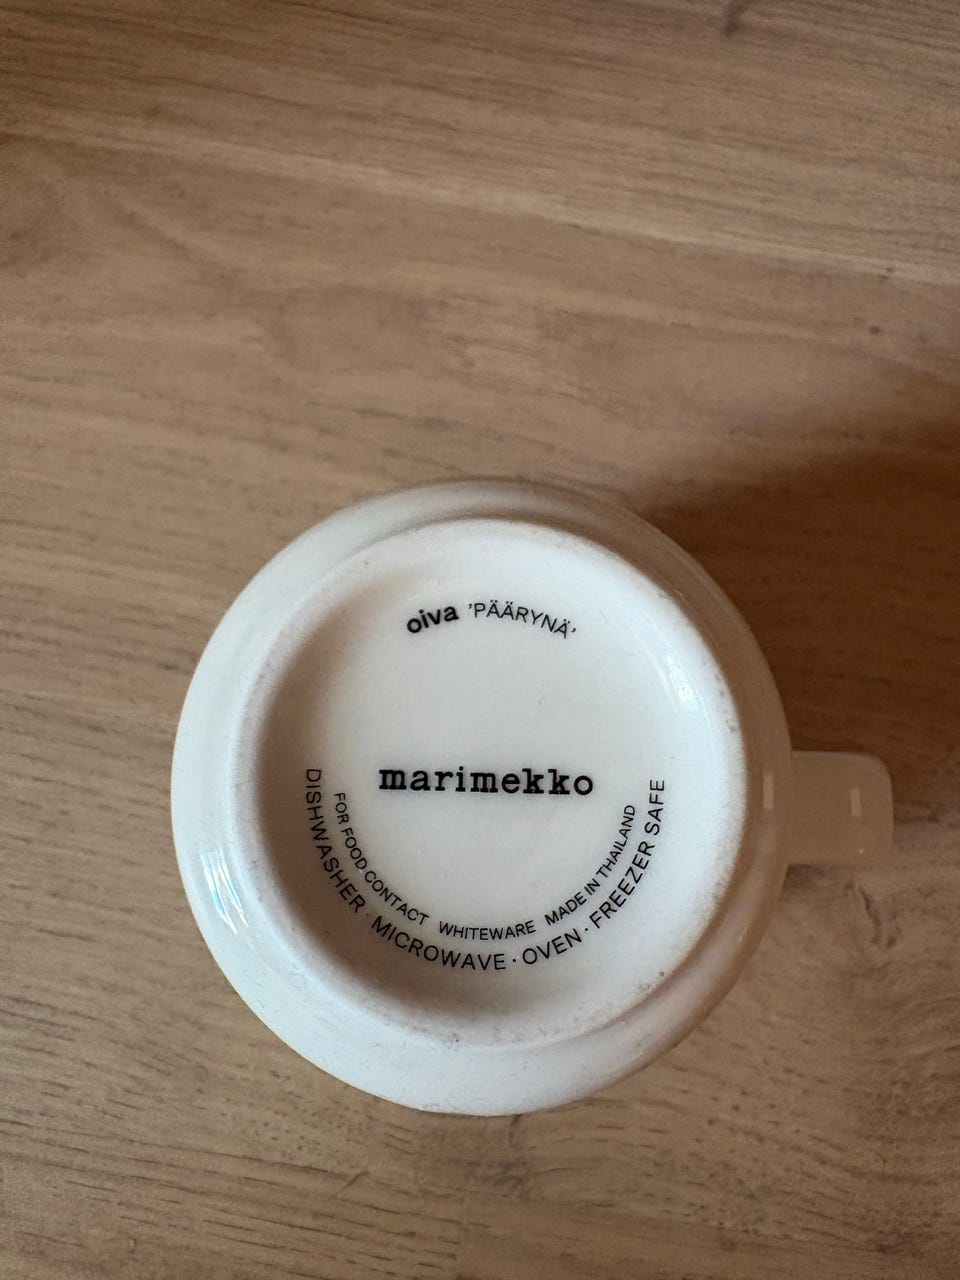 oiva 'PÄÄRYNÄ'
marimekko
FOR FOOD CONTACT WHITEWARE MADE IN THAILAND
DISHWASHER · MICROWAVE · OVEN · FREEZER SAFE